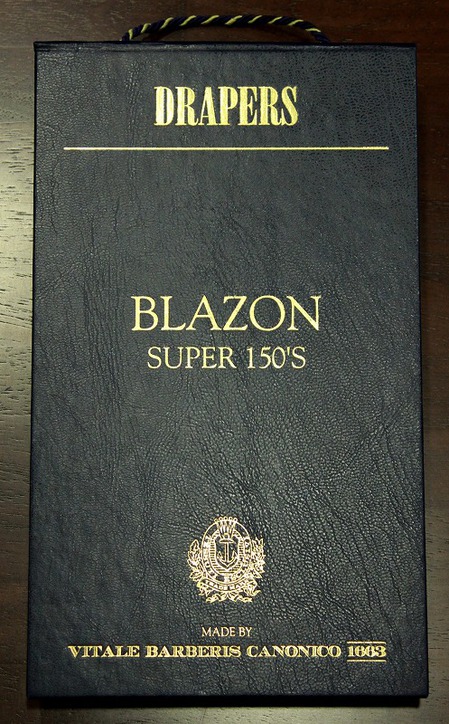 DRAPERS
BLAZON
SUPER 150'S
MADE BY
VITALE BARBERIS CANONICO 1663